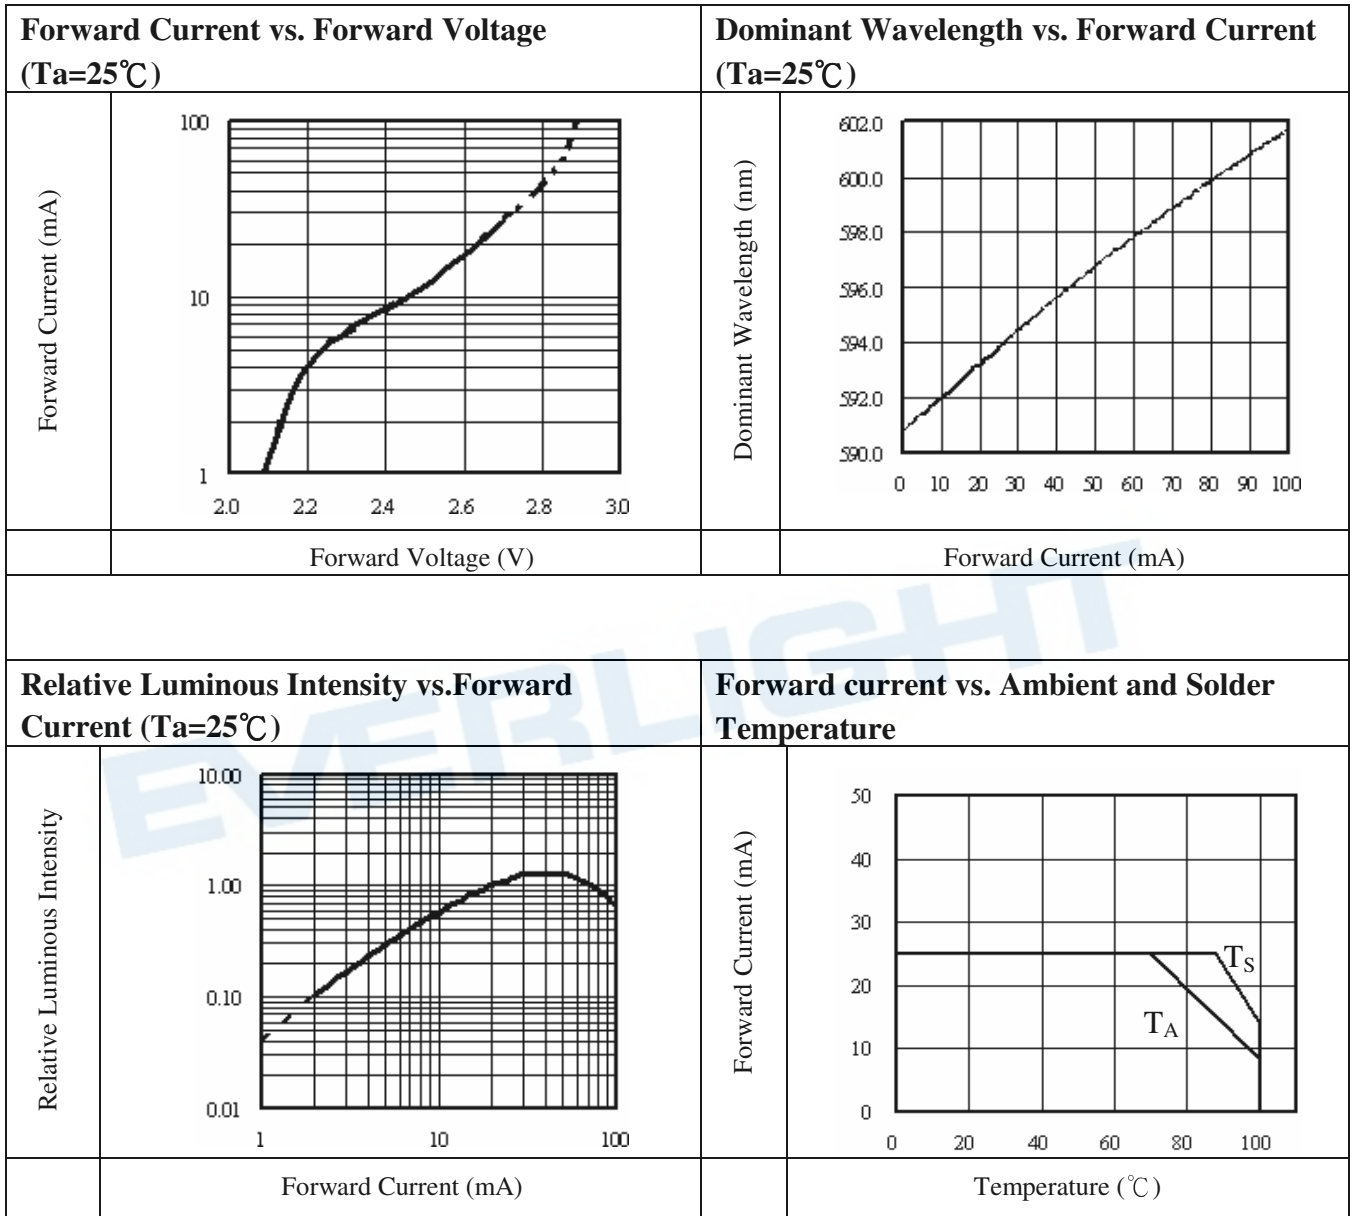 Forward Current vs. Forward Voltage
(Ta=25℃)
Dominant Wavelength vs. Forward Current
(Ta=25℃)
Forward Current (mA)
100
10
1
2.0 2.2 2.4 2.6 2.8 3.0
Forward Voltage (V)
Dominant Wavelength (nm)
602.0
600.0
598.0
596.0
594.0
592.0
590.0
0 10 20 30 40 50 60 70 80 90 100
Forward Current (mA)
EVERLIGHT
Relative Luminous Intensity vs.Forward
Current (Ta=25℃)
Forward current vs. Ambient and Solder
Temperature
Relative Luminous Intensity
10.00
1.00
0.10
0.01
1 10 100
Forward Current (mA)
Forward Current (mA)
50
40
30
20
10
0
TS
TA
0 20 40 60 80 100
Temperature (℃)